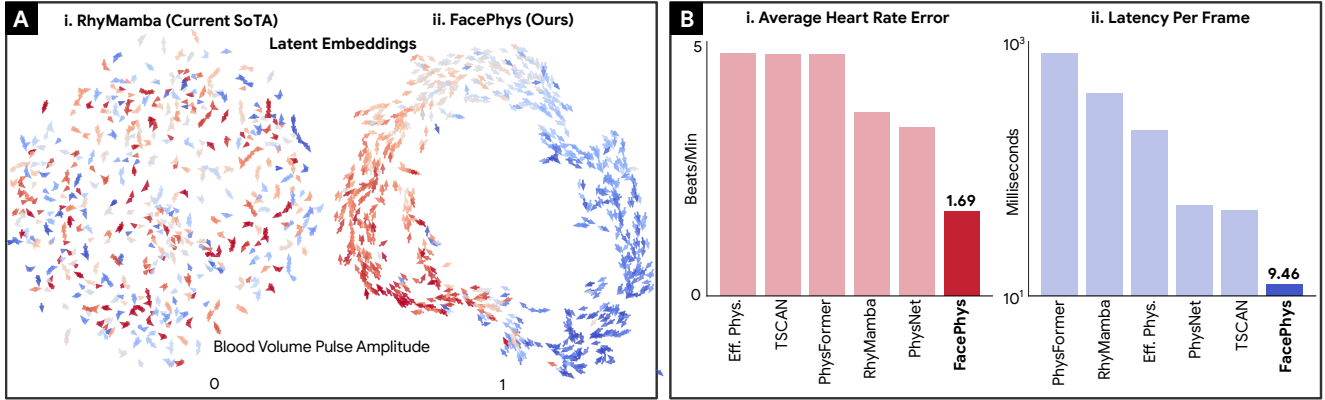 A
i. RhyMamba (Current SoTA)
ii. FacePhys (Ours)
Latent Embeddings
Blood Volume Pulse Amplitude
0
1
B
i. Average Heart Rate Error
5
Beats/Min
0
1.69
Eff. Phys.
TSCAN
PhysFormer
RhyMamba
PhysNet
FacePhys
ii. Latency Per Frame
10³
Milliseconds
10¹
9.46
PhysFormer
RhyMamba
Eff. Phys.
PhysNet
TSCAN
FacePhys